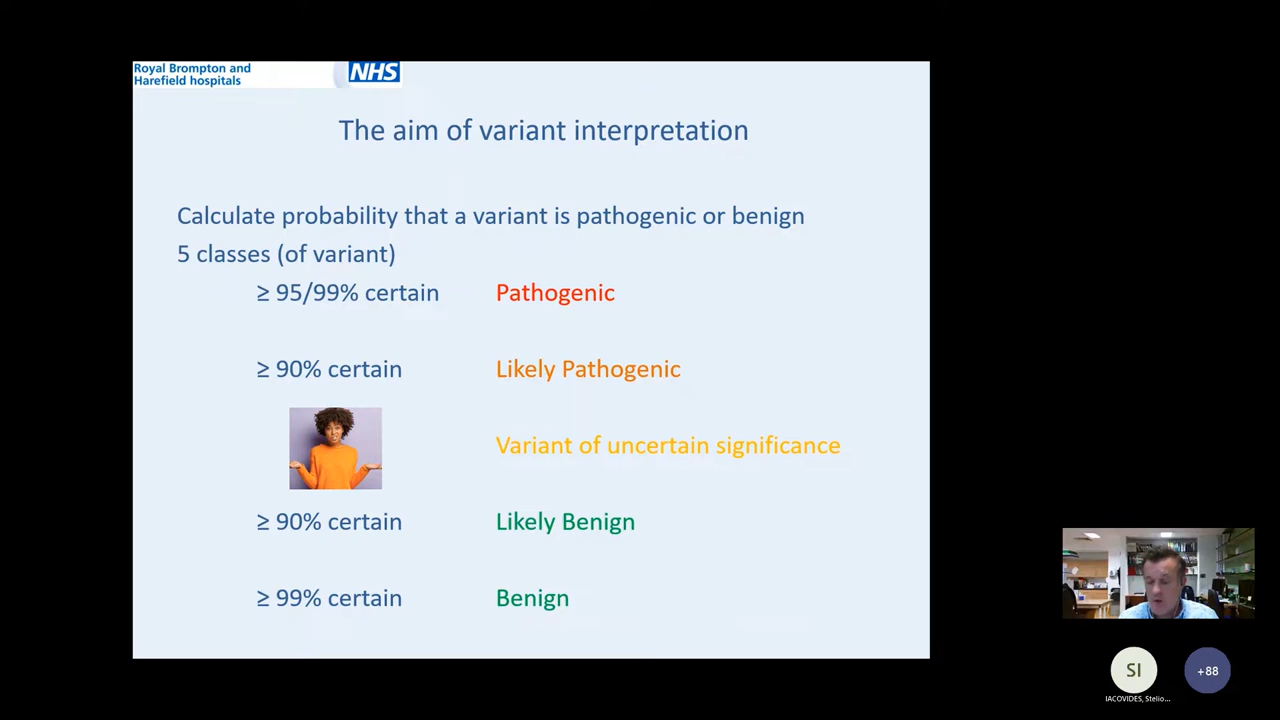 Royal Brompton and
Harefield hospitals
NHS
The aim of variant interpretation
Calculate probability that a variant is pathogenic or benign
5 classes (of variant)
≥ 95/99% certain Pathogenic
≥ 90% certain Likely Pathogenic
Variant of uncertain significance
≥ 90% certain Likely Benign
≥ 99% certain Benign
SI
+88
IACOVIDES, Stelio...